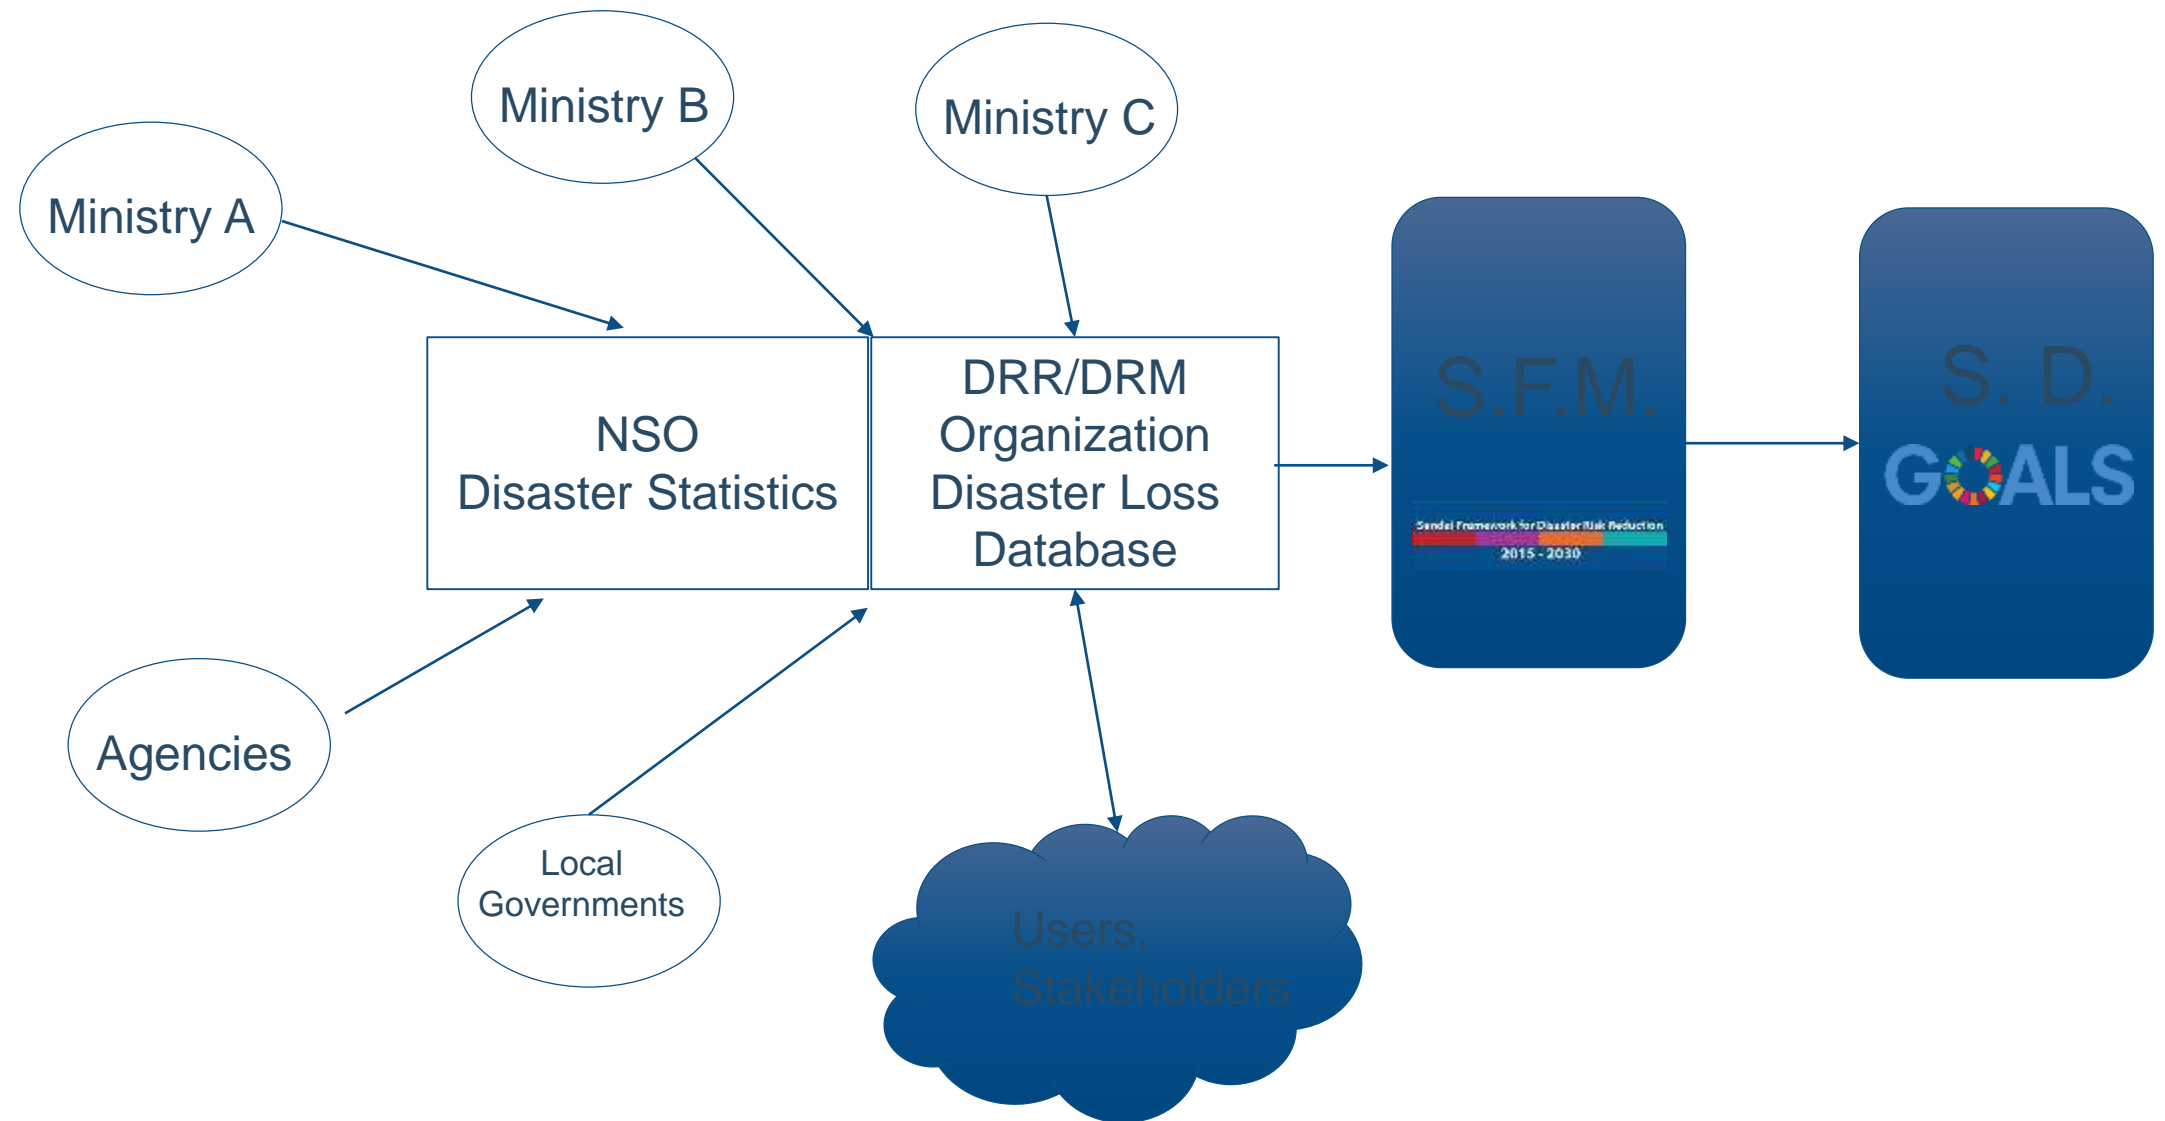 Ministry A
Ministry B
Ministry C
NSO
Disaster Statistics
DRR/DRM
Organization
Disaster Loss
Database
S.F.M.
Sendai Framework for Disaster Risk Reduction
2015 - 2030
S. D.
GOALS
Agencies
Local
Governments
Users,
Stakeholders